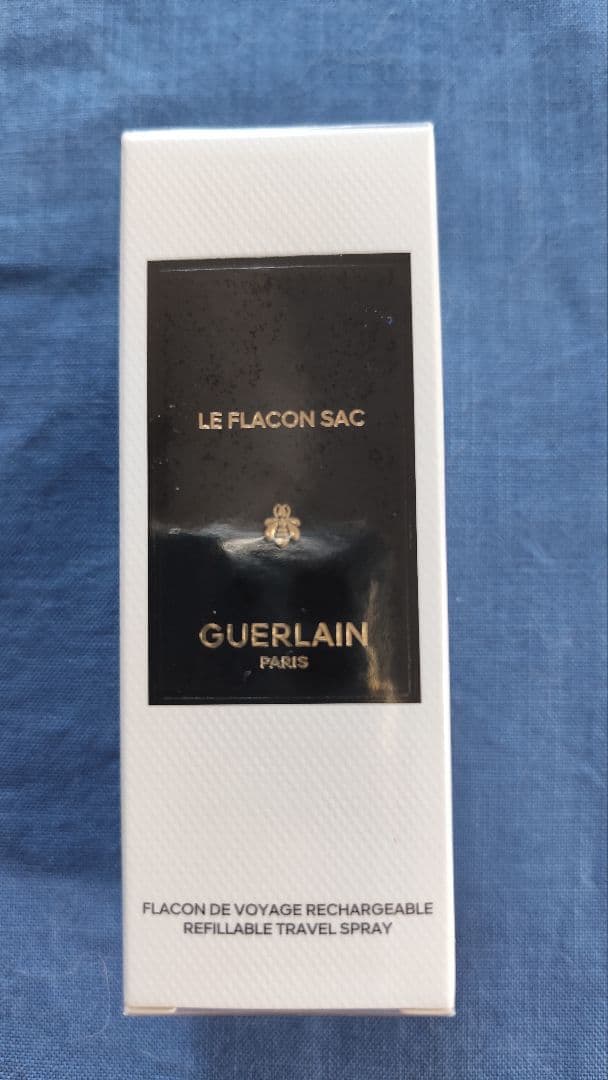 LE FLACON SAC
GUERLAIN
PARIS
FLACON DE VOYAGE RECHARGEABLE
REFILLABLE TRAVEL SPRAY